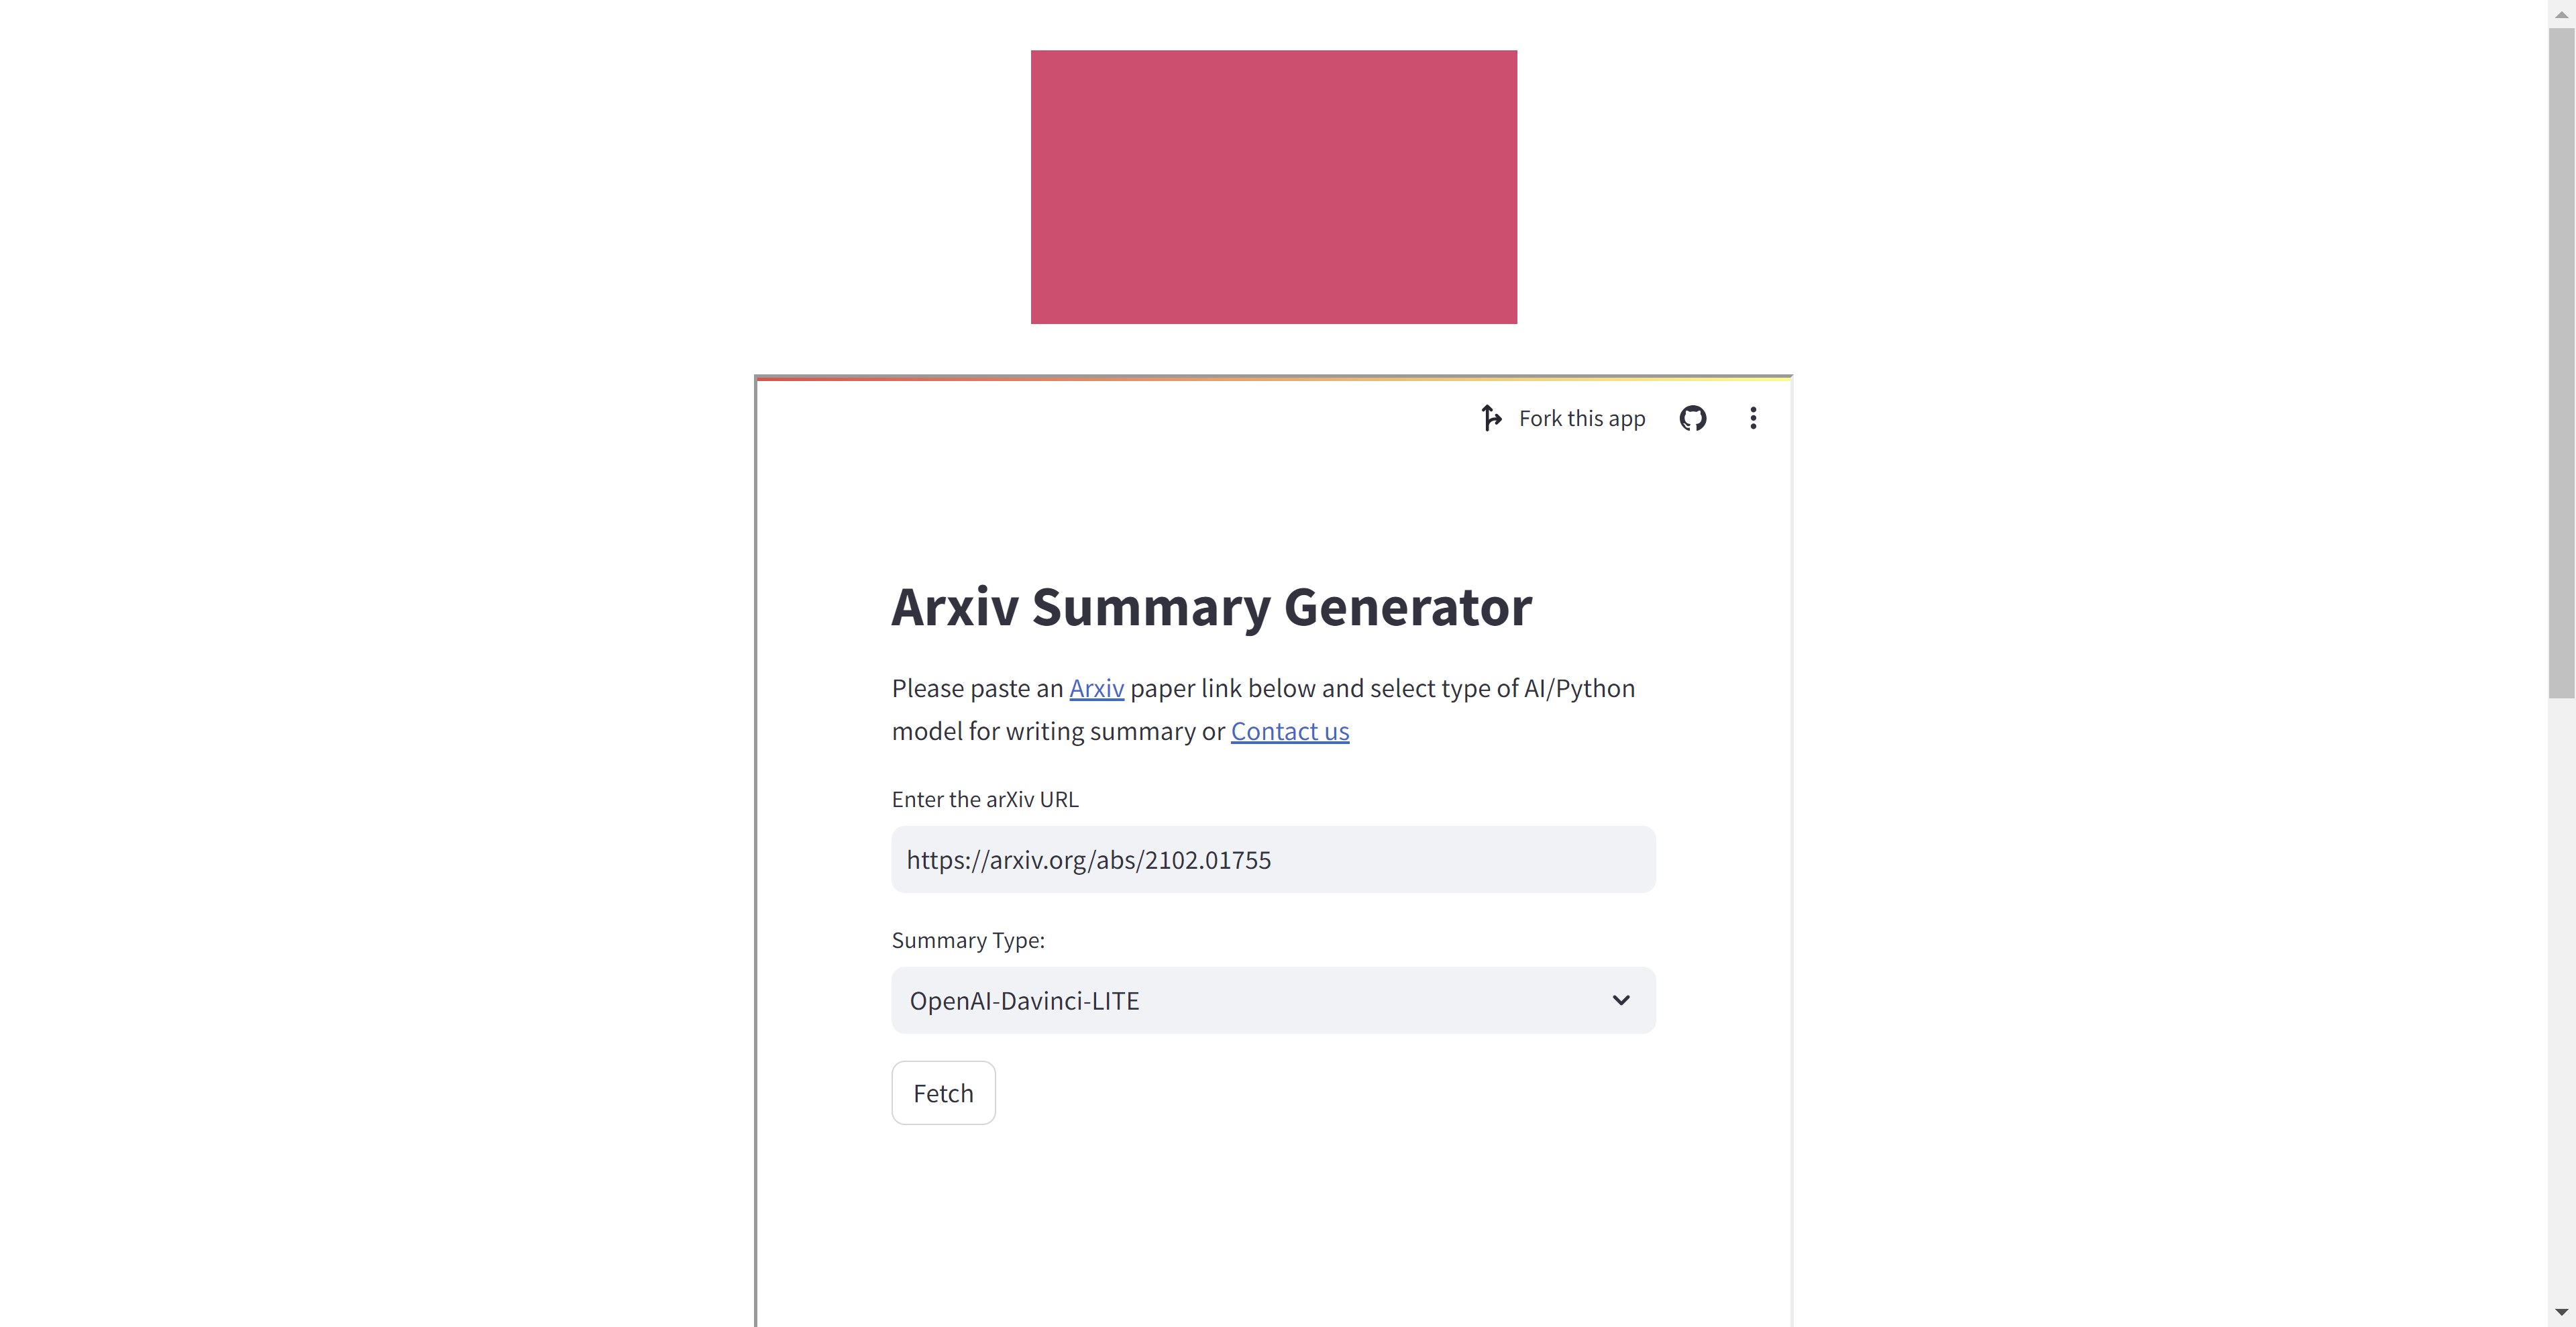 Fork this app
Arxiv Summary Generator
Please paste an Arxiv paper link below and select type of AI/Python
model for writing summary or Contact us
Enter the arXiv URL
https://arxiv.org/abs/2102.01755
Summary Type:
OpenAI-Davinci-LITE
Fetch